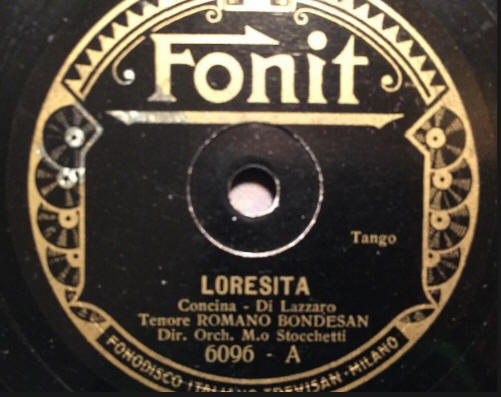 Fonit
Tango
LORESITA
Concina - Di Lazzaro
Tenore ROMANO BONDESAN
Dir. Orch. M.o Stocchetti
6096 - A
FONODISCO ITALIANO TREVISAN - MILANO